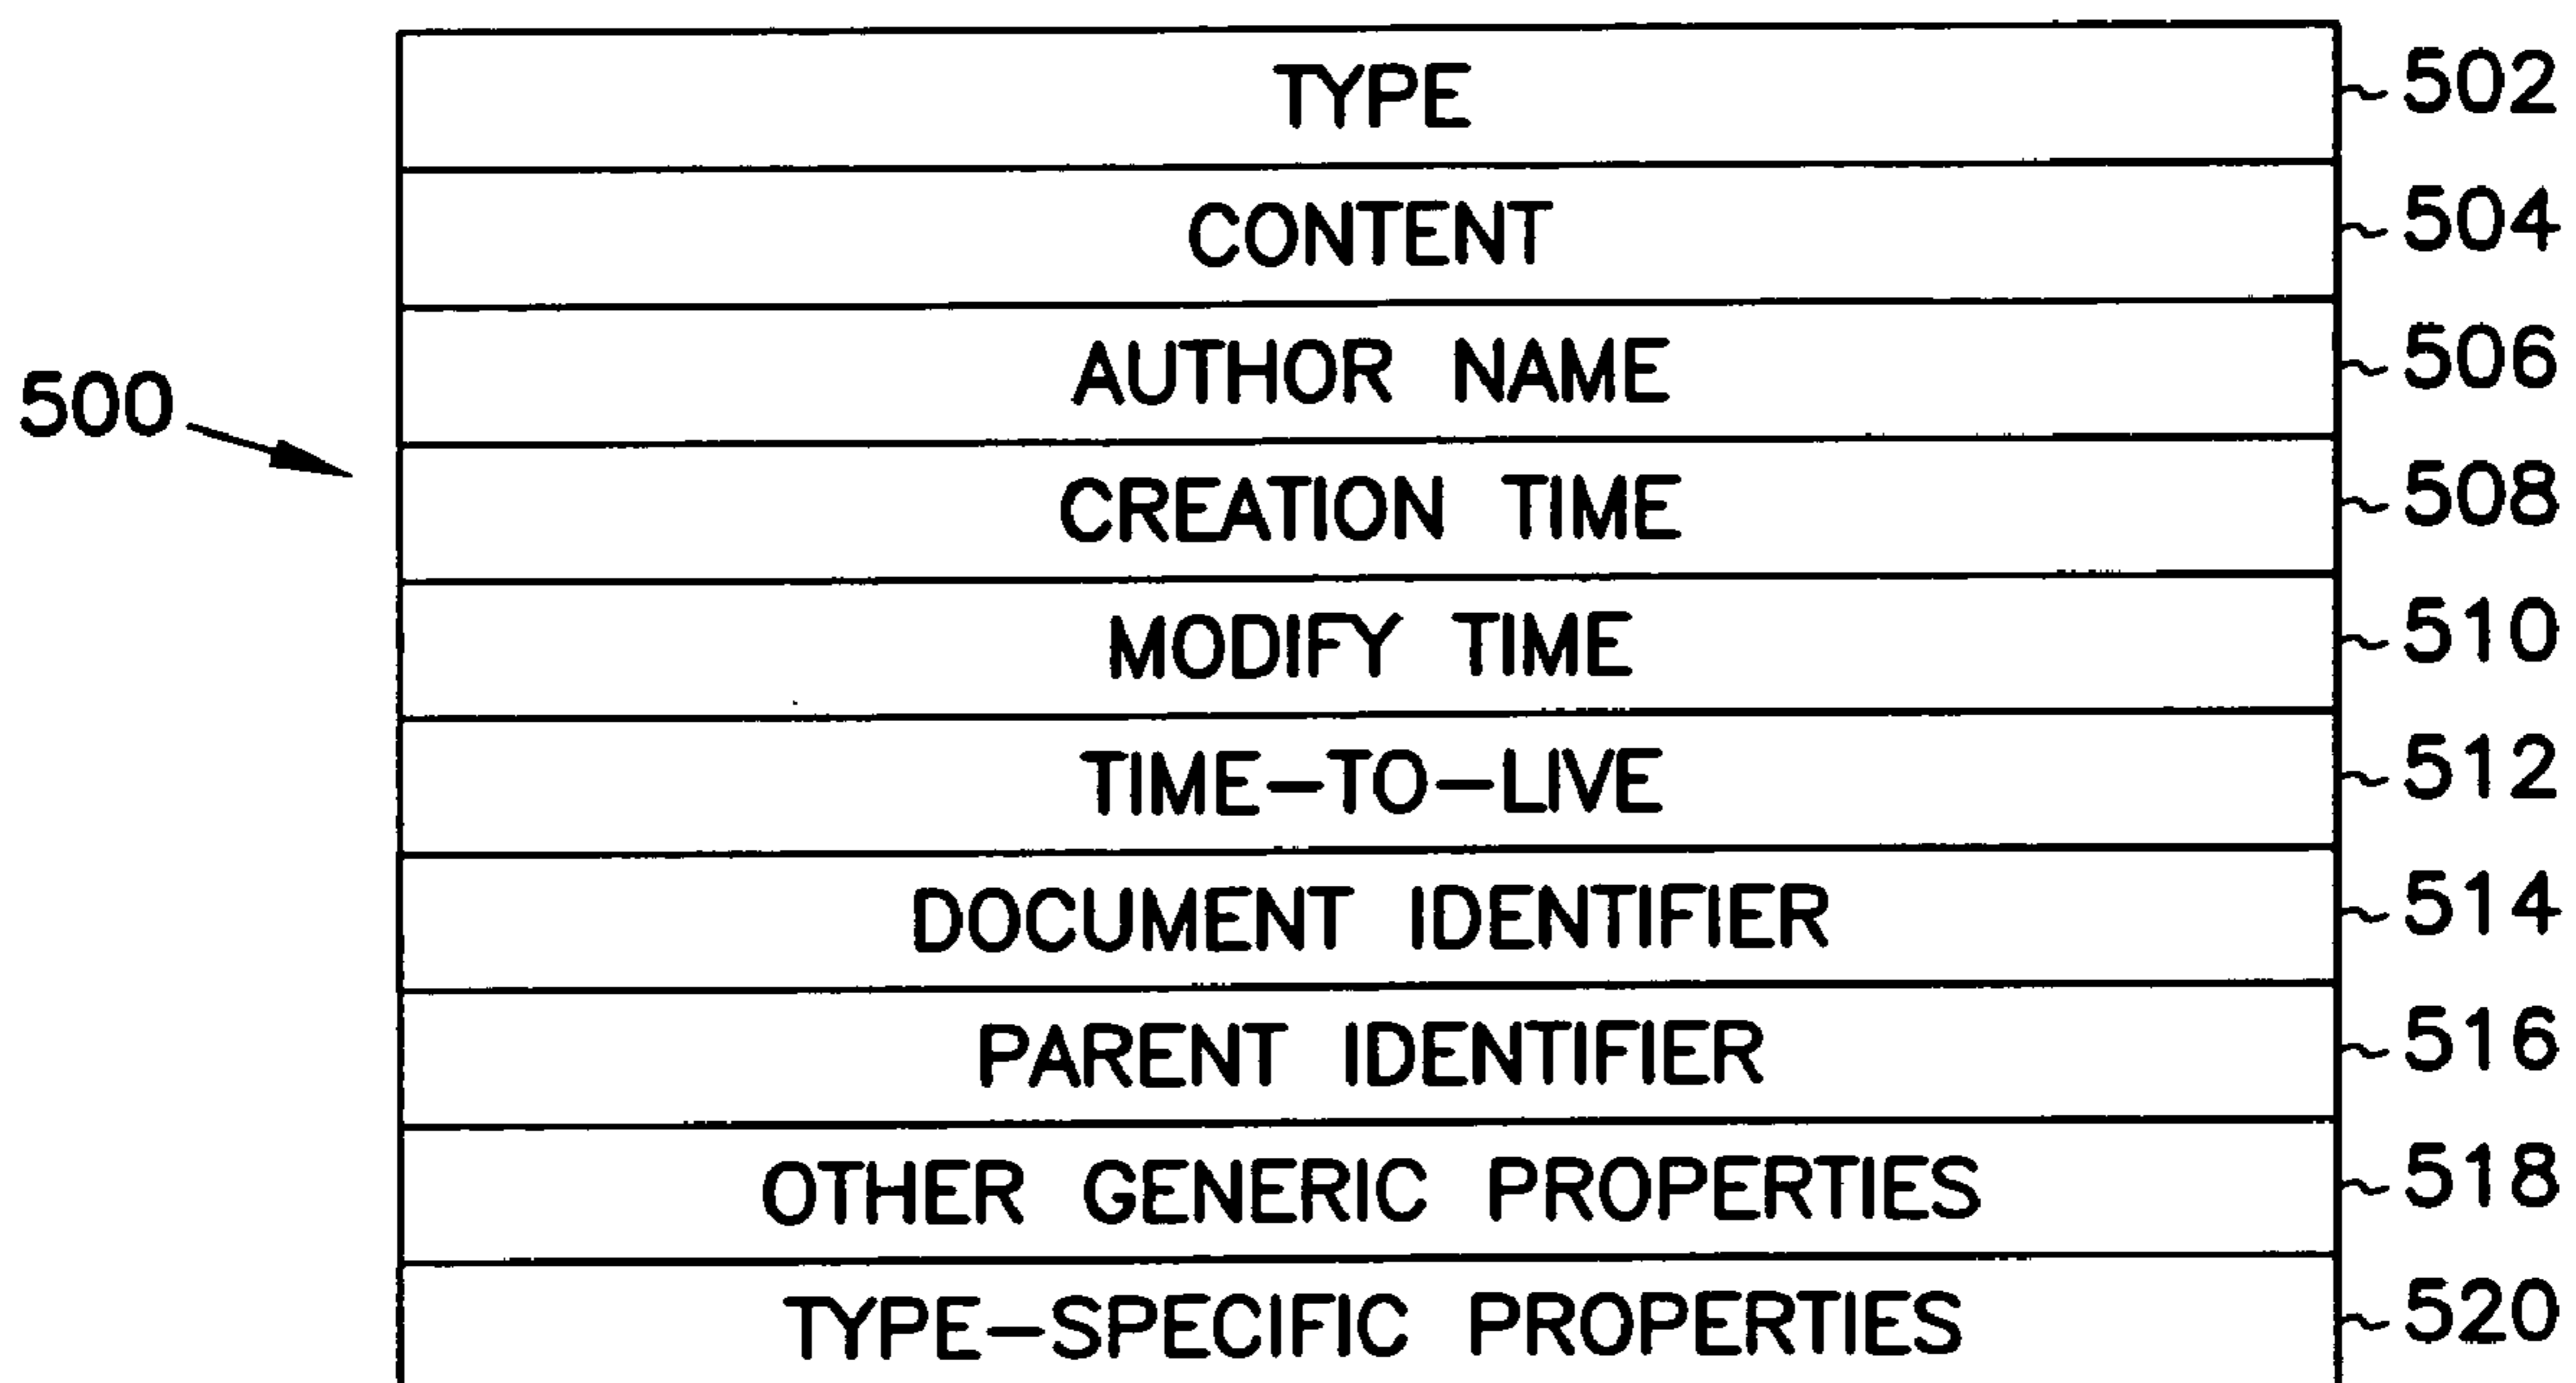 TYPE 502
CONTENT 504
AUTHOR NAME 506
500
CREATION TIME 508
MODIFY TIME 510
TIME-TO-LIVE 512
DOCUMENT IDENTIFIER 514
PARENT IDENTIFIER 516
OTHER GENERIC PROPERTIES 518
TYPE-SPECIFIC PROPERTIES 520